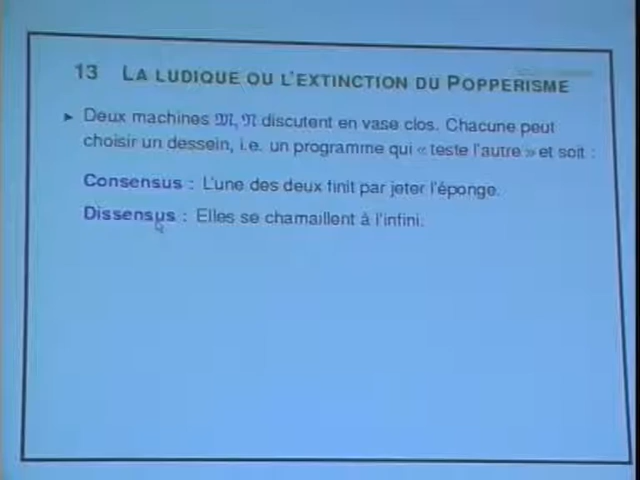 13 LA LUDIQUE OU L'EXTINCTION DU POPPERISME
► Deux machines 𝔐, 𝔑 discutent en vase clos. Chacune peut
choisir un dessein, i.e. un programme qui « teste l'autre » et soit :
Consensus : L'une des deux finit par jeter l'éponge.
Dissensus : Elles se chamaillent à l'infini.